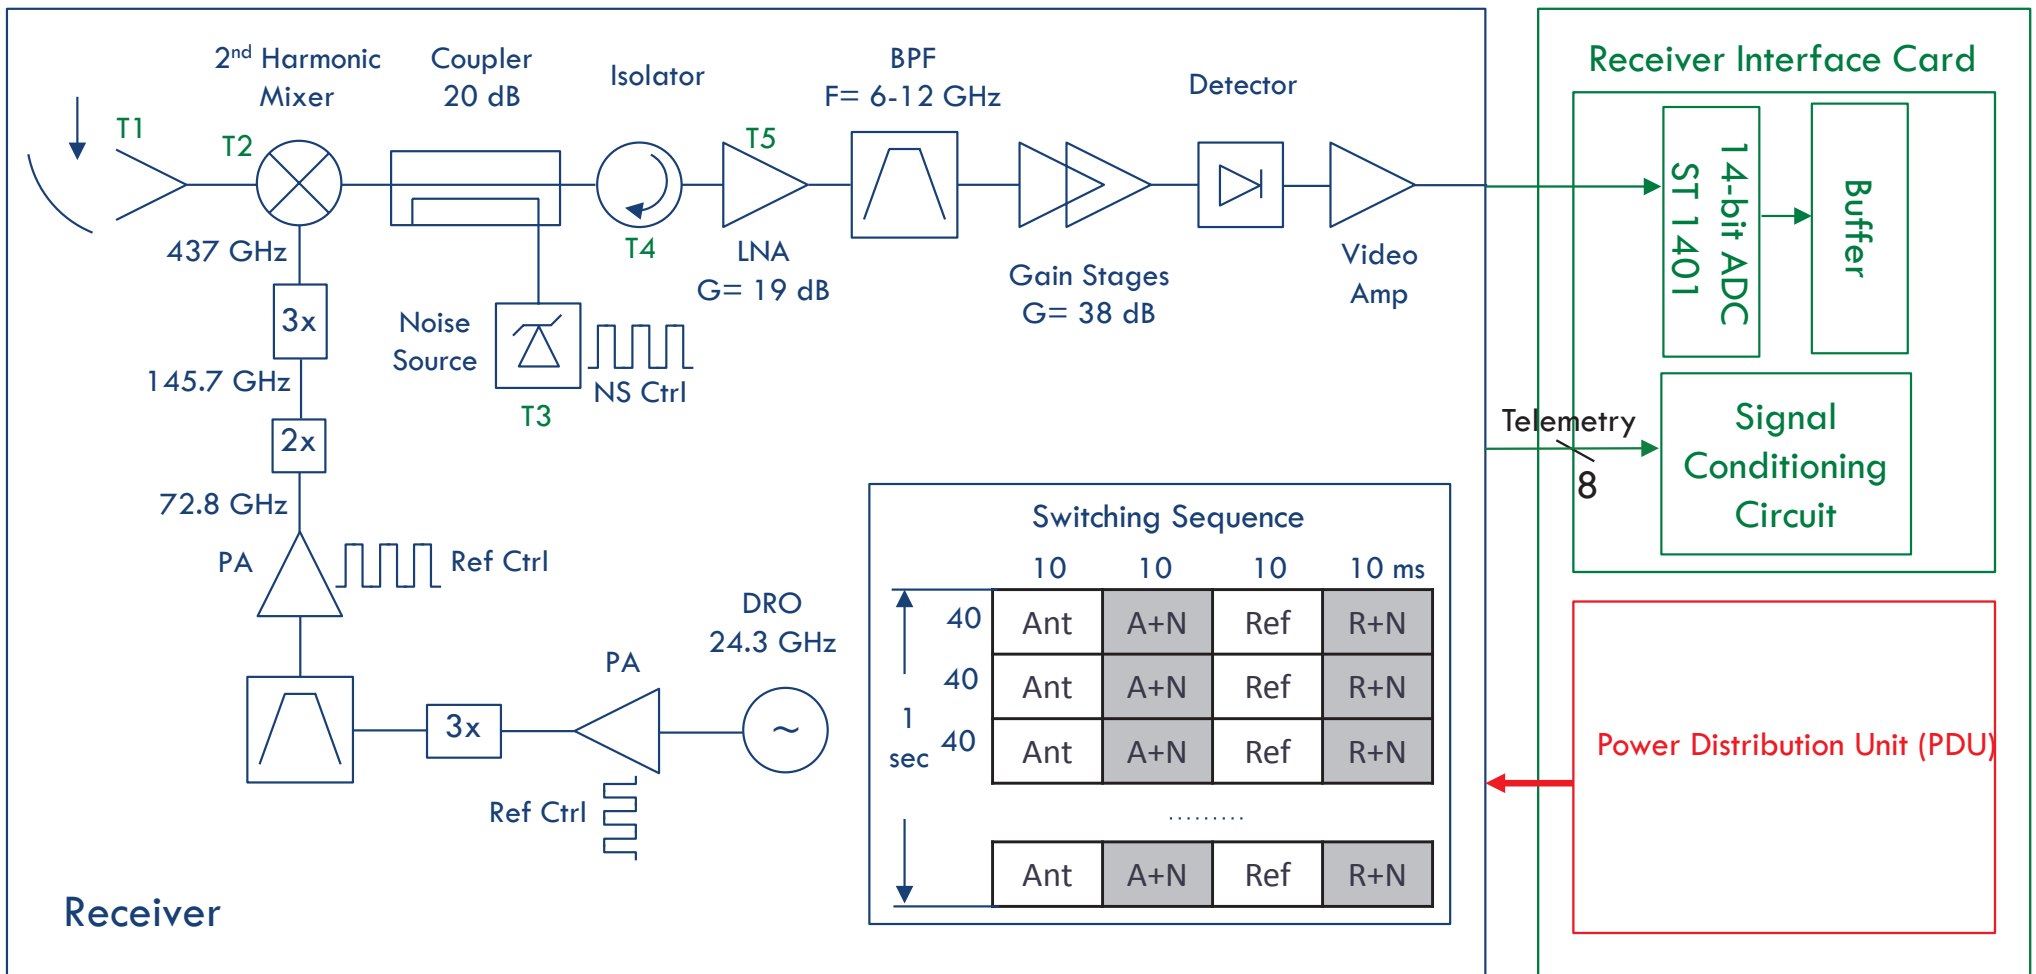 2nd Harmonic
Mixer
Coupler
20 dB
Isolator
BPF
F= 6-12 GHz
Detector
T1
T2
T4
T5
LNA
G= 19 dB
Gain Stages
G= 38 dB
Video
Amp
437 GHz
3x
145.7 GHz
2x
72.8 GHz
Noise
Source
NS Ctrl
T3
PA
Ref Ctrl
DRO
24.3 GHz
~
PA
3x
Ref Ctrl
Receiver
Switching Sequence
10 10 10 10 ms
40 Ant A+N Ref R+N
40 Ant A+N Ref R+N
1
sec
40 Ant A+N Ref R+N
.........
Ant A+N Ref R+N
Receiver Interface Card
14-bit ADC
ST 1401
Buffer
Telemetry
8
Signal
Conditioning
Circuit
Power Distribution Unit (PDU)